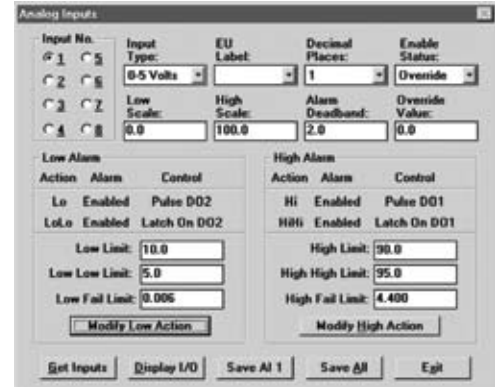 Analog Inputs
Input No.
1 5
2 6
3 7
4 8
Input Type:
0-5 Volts
EU Label:
Decimal Places:
1
Enable Status:
Override
Low Scale:
0.0
High Scale:
100.0
Alarm Deadband:
2.0
Override Value:
0.0
Low Alarm
Action Alarm Control
Lo Enabled Pulse DO2
LoLo Enabled Latch On DO2
Low Limit: 10.0
Low Low Limit: 5.0
Low Fail Limit: 0.006
Modify Low Action
High Alarm
Action Alarm Control
Hi Enabled Pulse DO1
HiHi Enabled Latch On DO1
High Limit: 90.0
High High Limit: 95.0
High Fail Limit: 4.400
Modify High Action
Get Inputs Display I/O Save AI 1 Save All Exit